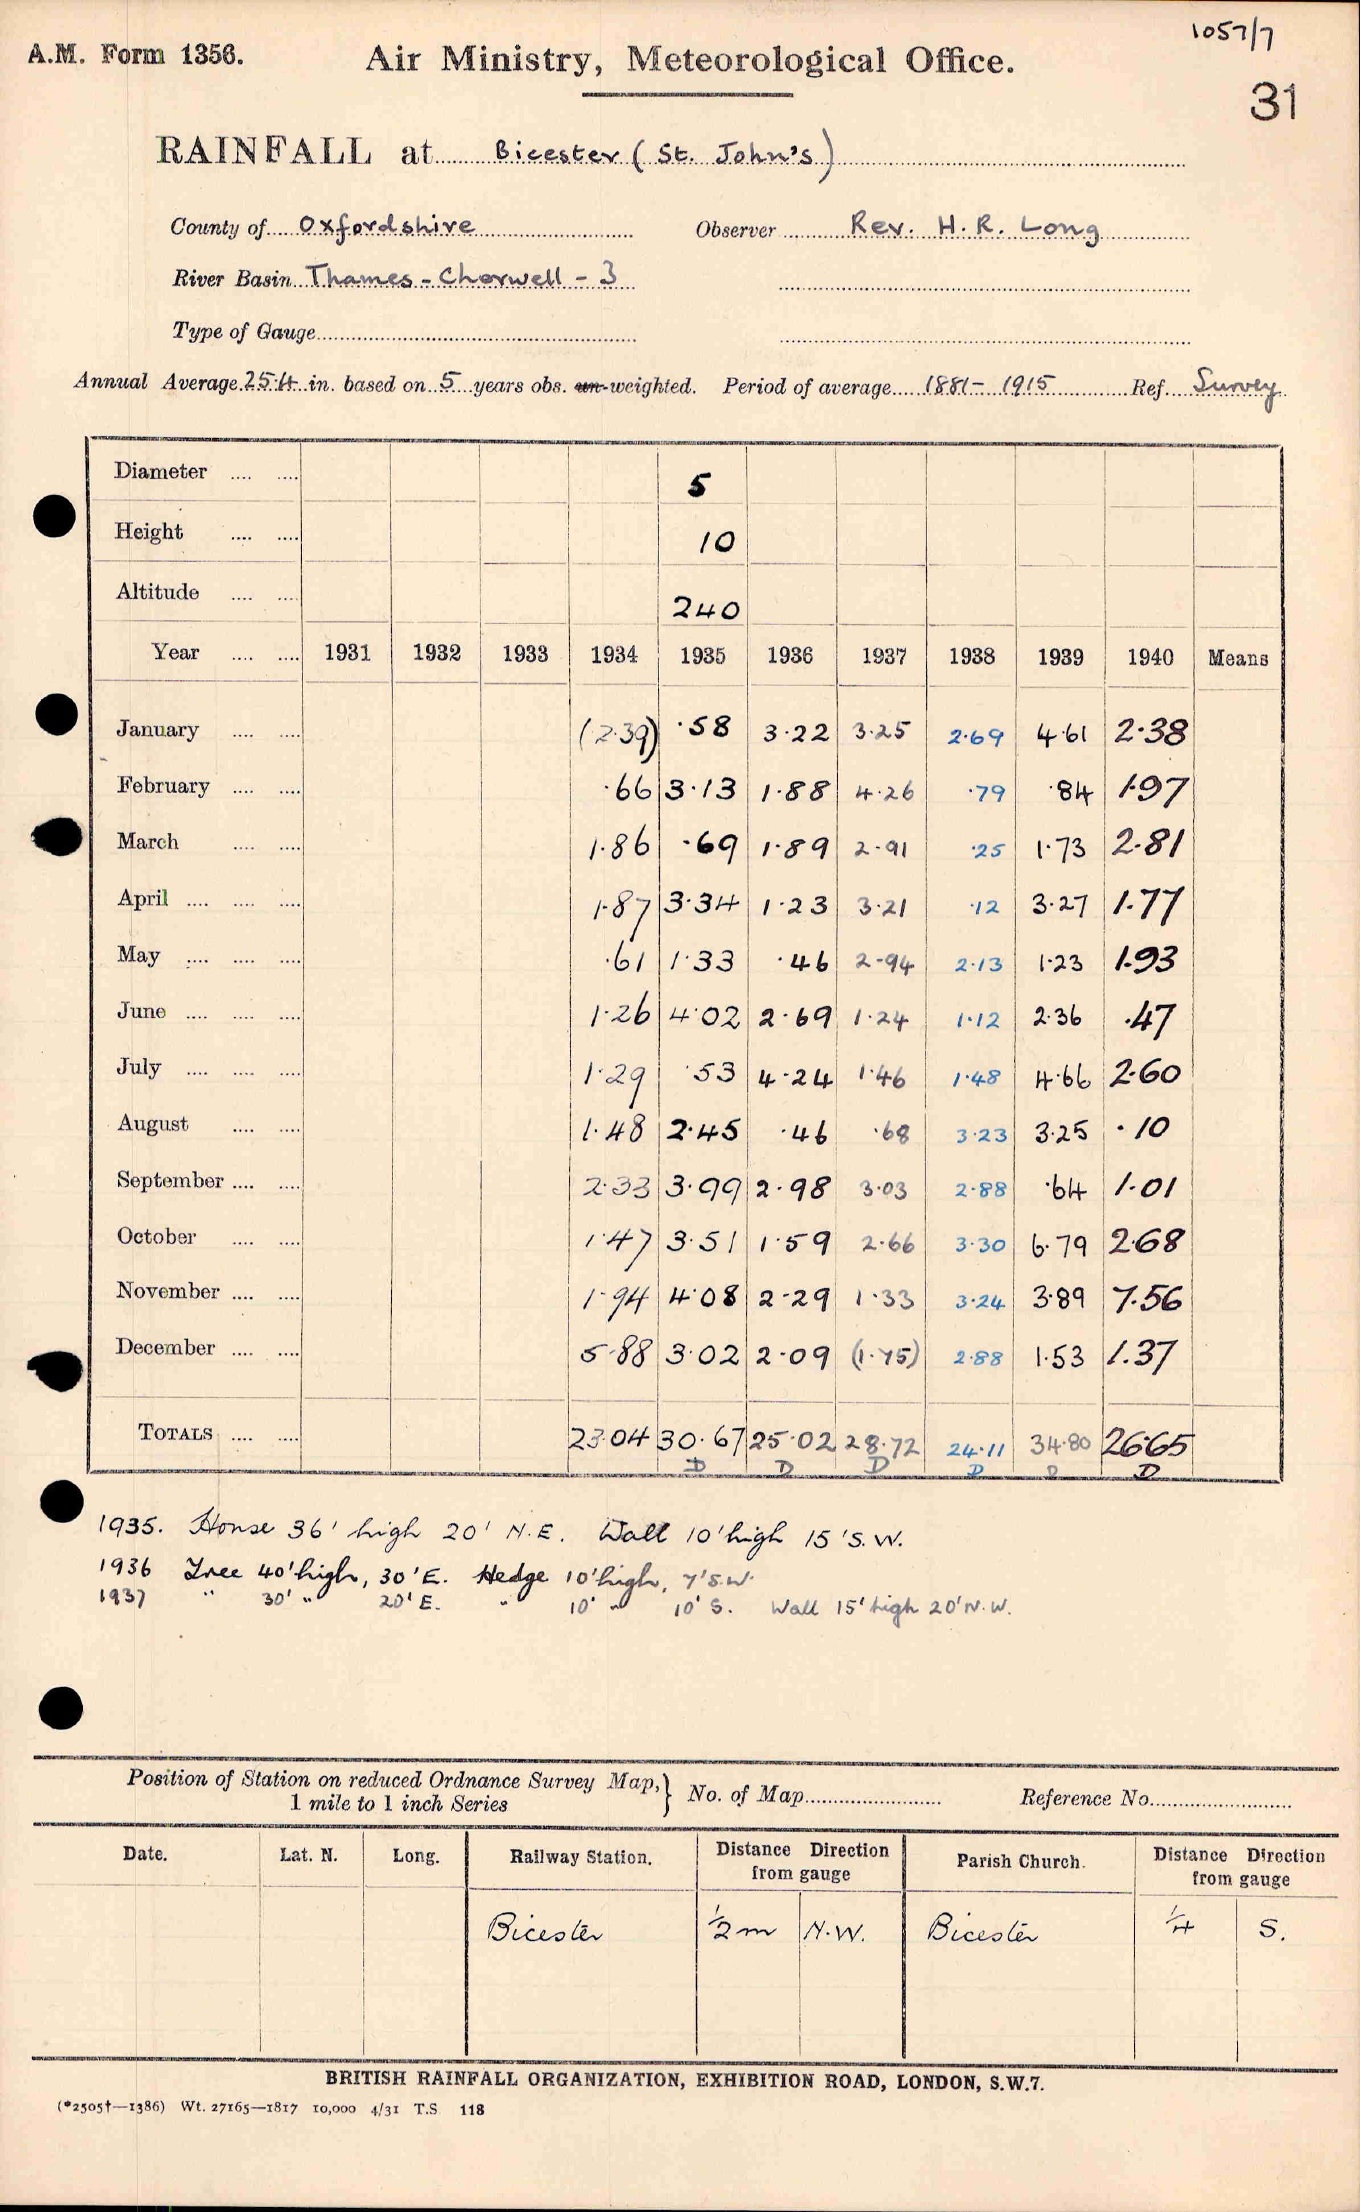 1057/7
A.M. Form 1356. Air Ministry, Meteorological Office.
31
RAINFALL at Bicester (St. John's)
County of Oxfordshire Observer Rev. H. R. Long
River Basin Thames - Cherwell - 3
Type of Gauge
Annual Average 25.4 in. based on 5 years obs. un-weighted. Period of average 1881 - 1915 Ref. Survey
Diameter 5
Height 10
Altitude 240
Year 1931 1932 1933 1934 1935 1936 1937 1938 1939 1940 Means
January (2.39) .58 3.22 3.25 2.69 4.61 2.38
February .66 3.13 1.88 4.26 .79 .84 1.97
March 1.86 .69 1.89 2.91 .25 1.73 2.81
April 1.87 3.34 1.23 3.21 .12 3.27 1.77
May .61 1.33 .46 2.94 2.13 1.23 1.93
June 1.26 4.02 2.69 1.24 1.12 2.36 .47
July 1.29 .53 4.24 1.46 1.48 4.66 2.60
August 1.48 2.45 .46 .68 3.23 3.25 .10
September 2.33 3.99 2.98 3.03 2.88 .64 1.01
October 1.47 3.51 1.59 2.66 3.30 6.79 2.68
November 1.94 4.08 2.29 1.33 3.24 3.89 7.56
December 5.88 3.02 2.09 (1.75) 2.88 1.53 1.37
TOTALS 23.04 30.67 25.02 28.72 24.11 34.80 26.65
D D D D D D
1935. House 36' high 20' N.E. Wall 10' high 15' S.W.
1936 Tree 40' high, 30' E. Hedge 10' high, 7' S.W.
1937 " 30' " 20' E. " 10' " 10' S. Wall 15' high 20' N.W.
Position of Station on reduced Ordnance Survey Map, } No. of Map Reference No.
1 mile to 1 inch Series
Date. Lat. N. Long. Railway Station. Distance Direction from gauge Parish Church. Distance Direction from gauge
Bicester 1/2 m N.W. Bicester 1/4 S.
BRITISH RAINFALL ORGANIZATION, EXHIBITION ROAD, LONDON, S.W.7.
(*2505†—1386) Wt. 27165—1817 10,000 4/31 T.S 118